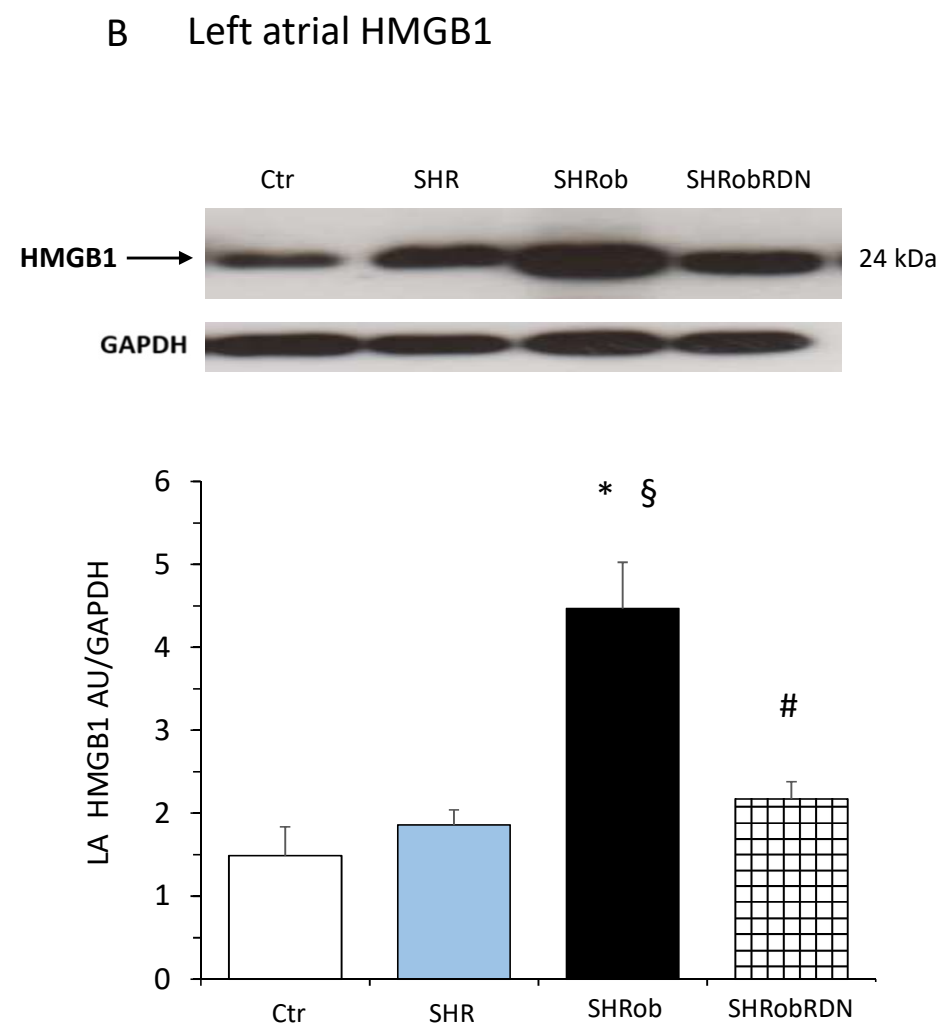 B Left atrial HMGB1
Ctr SHR SHRob SHRobRDN
HMGB1 24 kDa
GAPDH
LA HMGB1 AU/GAPDH
6
5
4
3
2
1
0
* §
#
Ctr SHR SHRob SHRobRDN